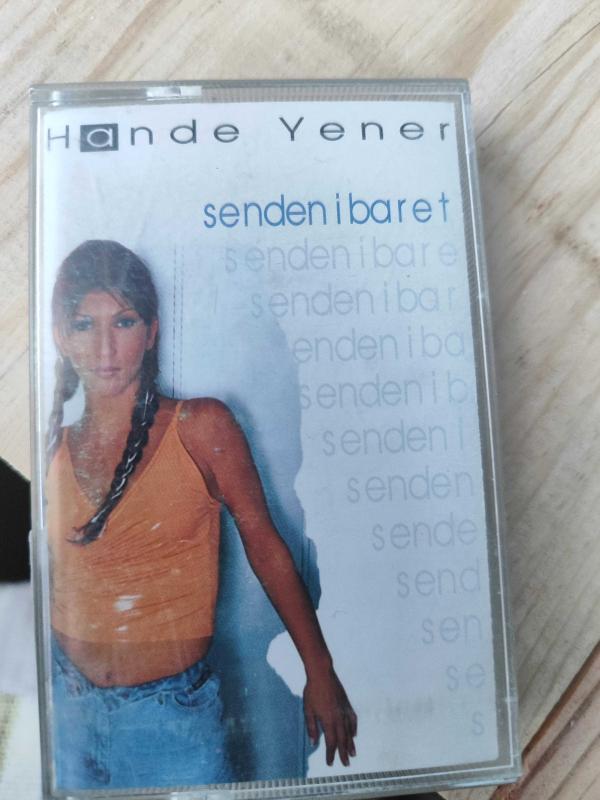 Hande Yener
sendenibaret
sendenibare
sendenibar
endeniba
sendenib
sendeni
senden
sende
send
sen
se
s